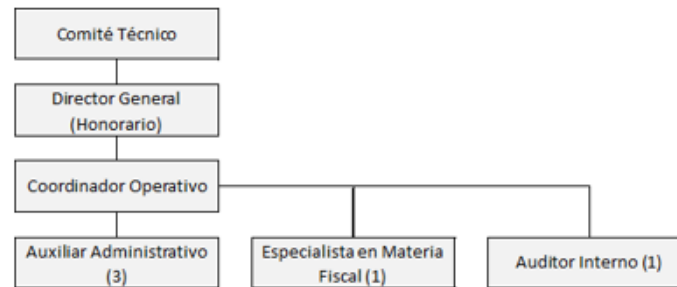 Comité Técnico
Director General
(Honorario)
Coordinador Operativo
Auxiliar Administrativo
(3)
Especialista en Materia
Fiscal (1)
Auditor Interno (1)